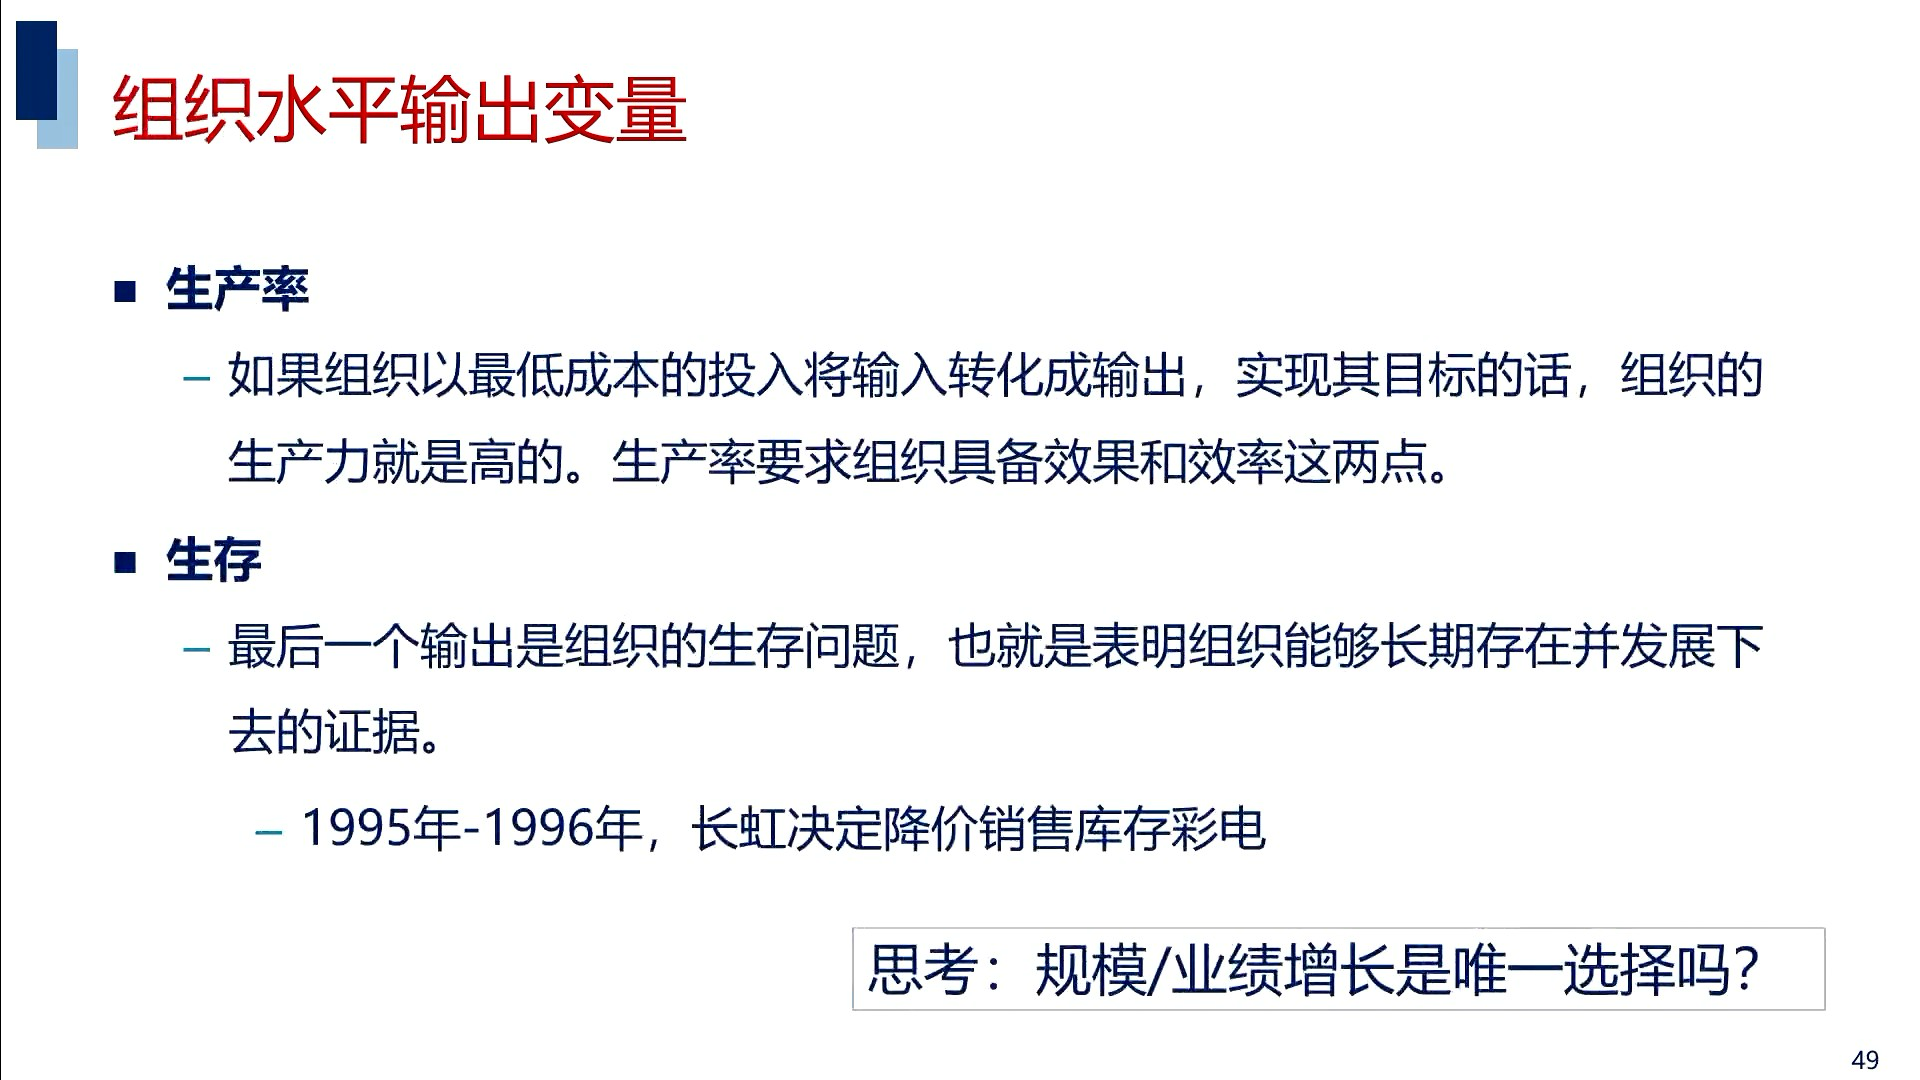 组织水平输出变量
■ 生产率
– 如果组织以最低成本的投入将输入转化成输出，实现其目标的话，组织的
生产力就是高的。生产率要求组织具备效果和效率这两点。
■ 生存
– 最后一个输出是组织的生存问题，也就是表明组织能够长期存在并发展下
去的证据。
– 1995年-1996年，长虹决定降价销售库存彩电
思考：规模/业绩增长是唯一选择吗？
49